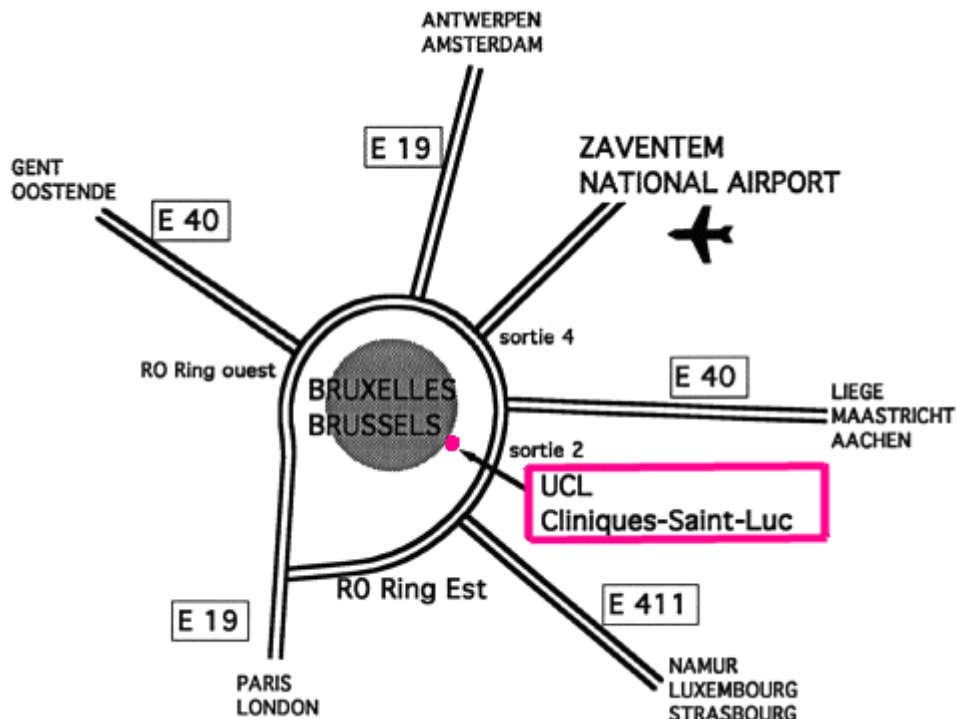 ANTWERPEN
AMSTERDAM
E 19
ZAVENTEM
NATIONAL AIRPORT
GENT
OOSTENDE
E 40
sortie 4
RO Ring ouest
E 40
BRUXELLES
BRUSSELS
LIEGE
MAASTRICHT
AACHEN
sortie 2
UCL
Cliniques-Saint-Luc
RO Ring Est
E 411
E 19
PARIS
LONDON
NAMUR
LUXEMBOURG
STRASBOURG